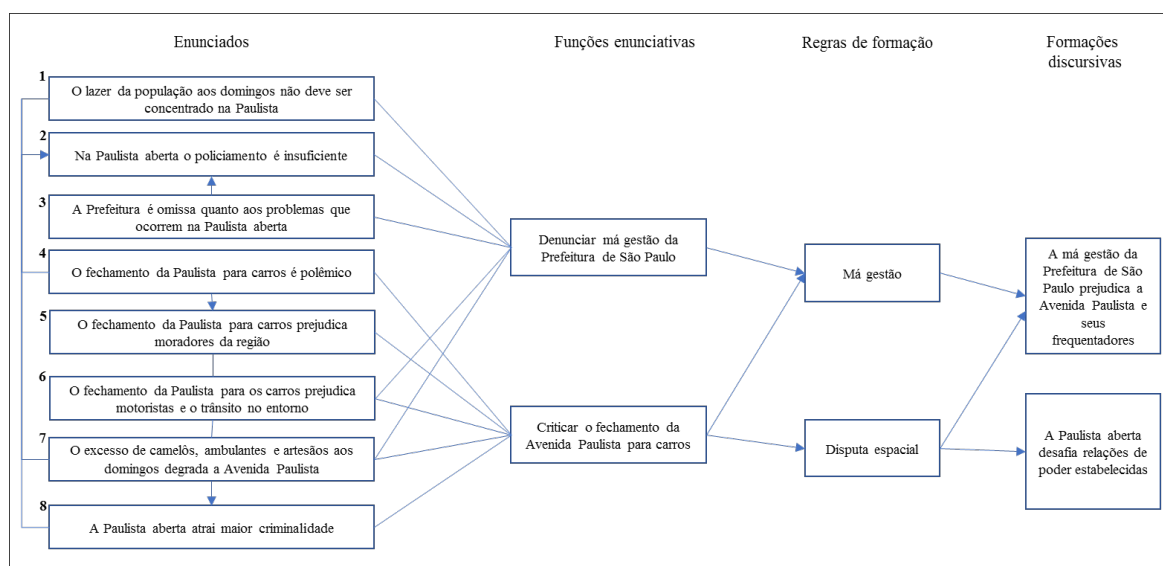 Enunciados
Funções enunciativas
Regras de formação
Formações
discursivas
1
O lazer da população aos domingos não deve ser
concentrado na Paulista
2
Na Paulista aberta o policiamento é insuficiente
3
A Prefeitura é omissa quanto aos problemas que
ocorrem na Paulista aberta
4
O fechamento da Paulista para carros é polêmico
5
O fechamento da Paulista para carros prejudica
moradores da região
6
O fechamento da Paulista para os carros prejudica
motoristas e o trânsito no entorno
7
O excesso de camelôs, ambulantes e artesãos aos
domingos degrada a Avenida Paulista
8
A Paulista aberta atrai maior criminalidade
Denunciar má gestão da
Prefeitura de São Paulo
Criticar o fechamento da
Avenida Paulista para carros
Má gestão
Disputa espacial
A má gestão da
Prefeitura de São
Paulo prejudica a
Avenida Paulista e
seus
frequentadores
A Paulista aberta
desafia relações de
poder estabelecidas